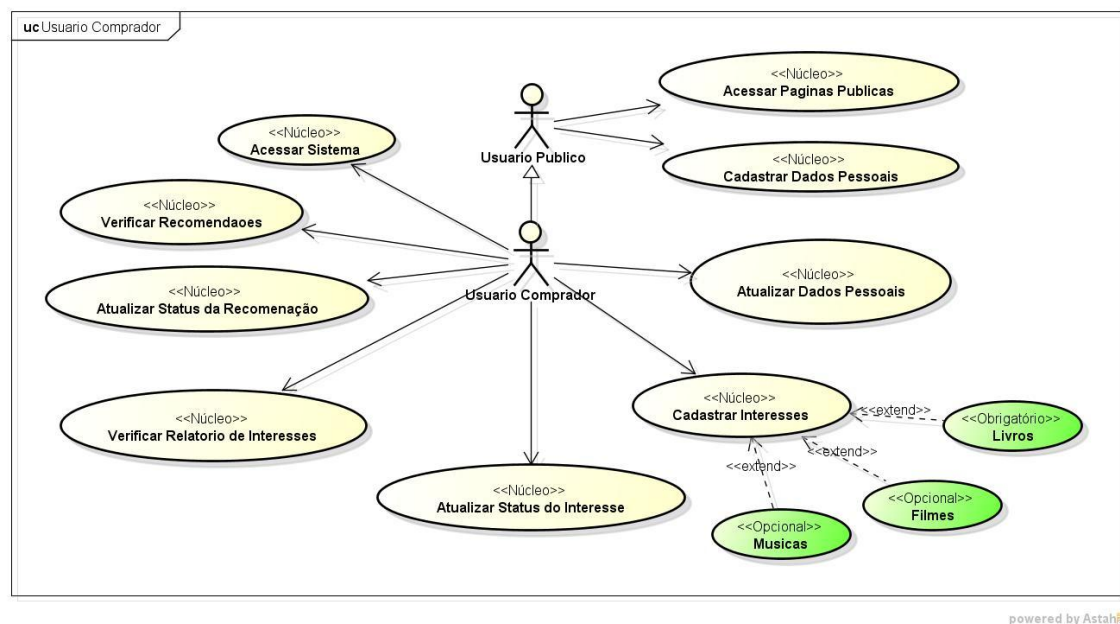 uc Usuario Comprador
<<Núcleo>>
Acessar Paginas Publicas
Usuario Publico
<<Núcleo>>
Cadastrar Dados Pessoais
<<Núcleo>>
Acessar Sistema
<<Núcleo>>
Verificar Recomendaoes
<<Núcleo>>
Atualizar Status da Recomenação
Usuario Comprador
<<Núcleo>>
Atualizar Dados Pessoais
<<Núcleo>>
Verificar Relatorio de Interesses
<<Núcleo>>
Cadastrar Interesses
<<extend>>
<<Obrigatório>>
Livros
<<extend>>
<<extend>>
<<Núcleo>>
Atualizar Status do Interesse
<<Opcional>>
Filmes
<<Opcional>>
Musicas
powered by Astah